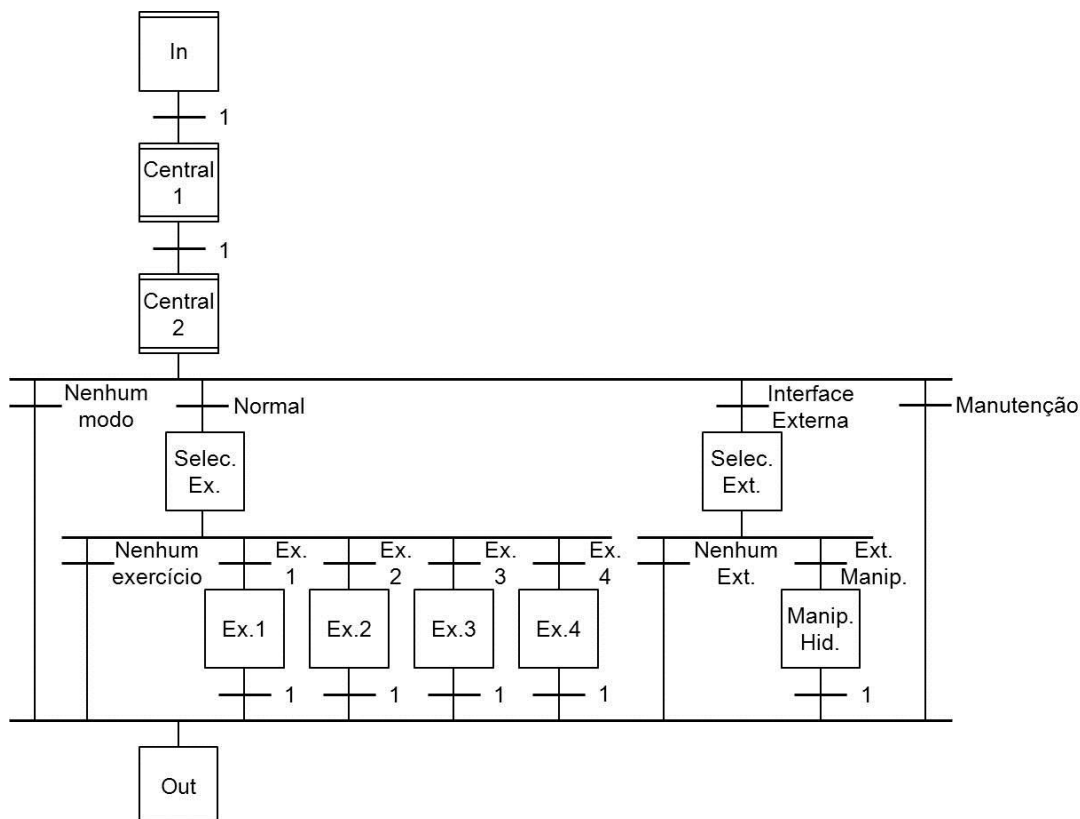 In
1
Central
1
1
Central
2
Nenhum
modo
Normal
Interface
Externa
Manutenção
Selec.
Ex.
Selec.
Ext.
Nenhum
exercício
Ex.
1
Ex.
2
Ex.
3
Ex.
4
Nenhum
Ext.
Ext.
Manip.
Ex.1
Ex.2
Ex.3
Ex.4
Manip.
Hid.
1
1
1
1
1
Out